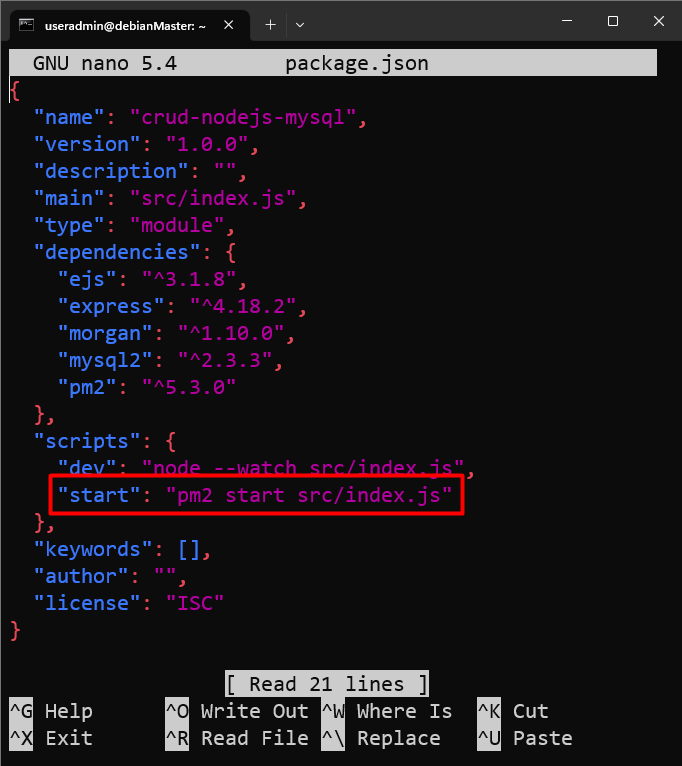 useradmin@debianMaster: ~
GNU nano 5.4 package.json
{
"name": "crud-nodejs-mysql",
"version": "1.0.0",
"description": "",
"main": "src/index.js",
"type": "module",
"dependencies": {
"ejs": "^3.1.8",
"express": "^4.18.2",
"morgan": "^1.10.0",
"mysql2": "^2.3.3",
"pm2": "^5.3.0"
},
"scripts": {
"dev": "node --watch src/index.js",
"start": "pm2 start src/index.js"
},
"keywords": [],
"author": "",
"license": "ISC"
}
[ Read 21 lines ]
^G Help ^O Write Out ^W Where Is ^K Cut
^X Exit ^R Read File ^\ Replace ^U Paste